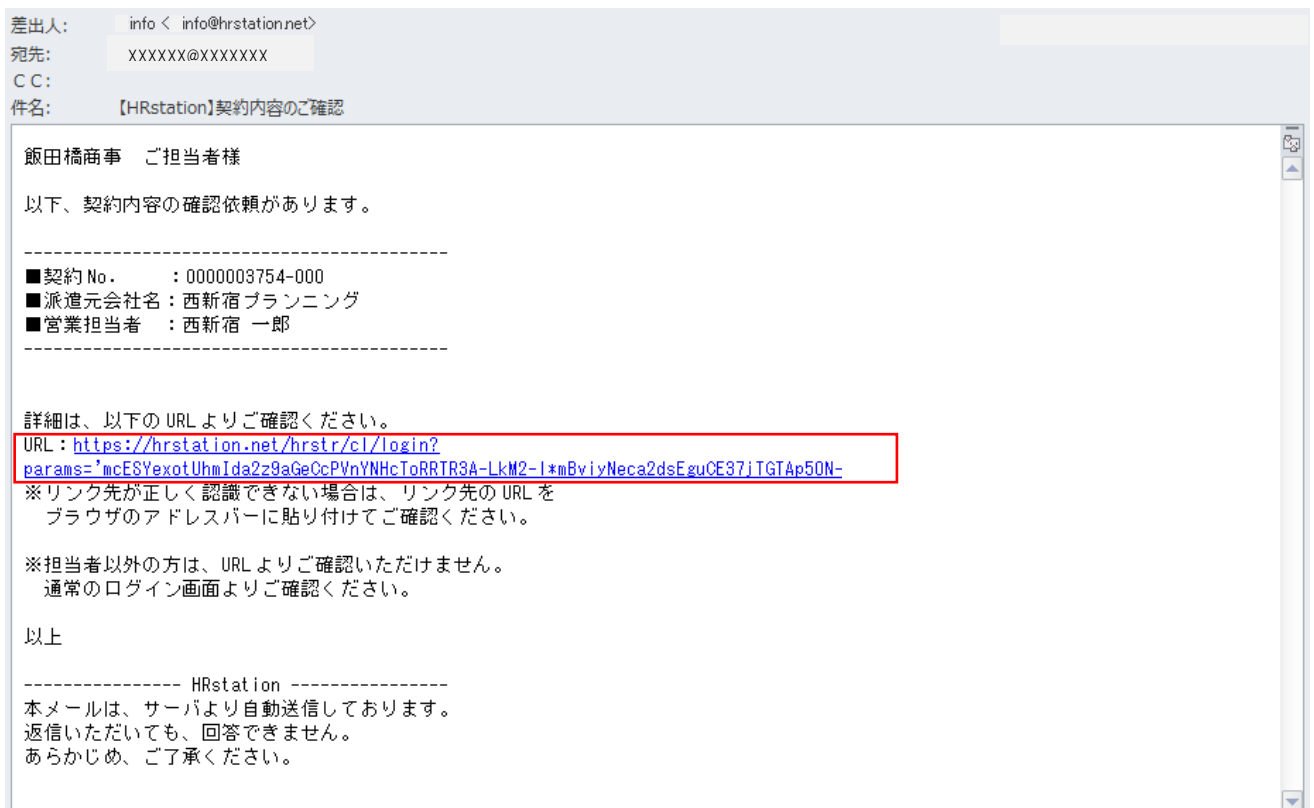 差出人: info < info@hrstation.net>
宛先: XXXXXX@XXXXXXX
ＣＣ:
件名: 【HRstation】契約内容のご確認
飯田橋商事　ご担当者様
以下、契約内容の確認依頼があります。
-------------------------------------------
■契約No.　　：0000003754-000
■派遣元会社名：西新宿プランニング
■営業担当者　：西新宿 一郎
-------------------------------------------
詳細は、以下のURLよりご確認ください。
URL：https://hrstation.net/hrstr/cl/login?
params='mcESYexotUhmIda2z9aGeCcPVnYNHcToRRTR3A-LkM2-l*mBviyNeca2dsEguCE37jTGTAp5ON-
※リンク先が正しく認識できない場合は、リンク先のURLを
ブラウザのアドレスバーに貼り付けてご確認ください。
※担当者以外の方は、URLよりご確認いただけません。
通常のログイン画面よりご確認ください。
以上
---------------- HRstation ----------------
本メールは、サーバより自動送信しております。
返信いただいても、回答できません。
あらかじめ、ご了承ください。